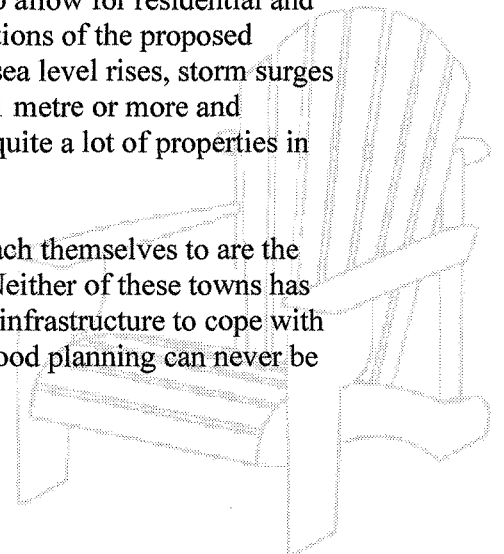 allow for residential and
tions of the proposed
sea level rises, storm surges
metre or more and
quite a lot of properties in
ch themselves to are the
Neither of these towns has
infrastructure to cope with
ood planning can never be